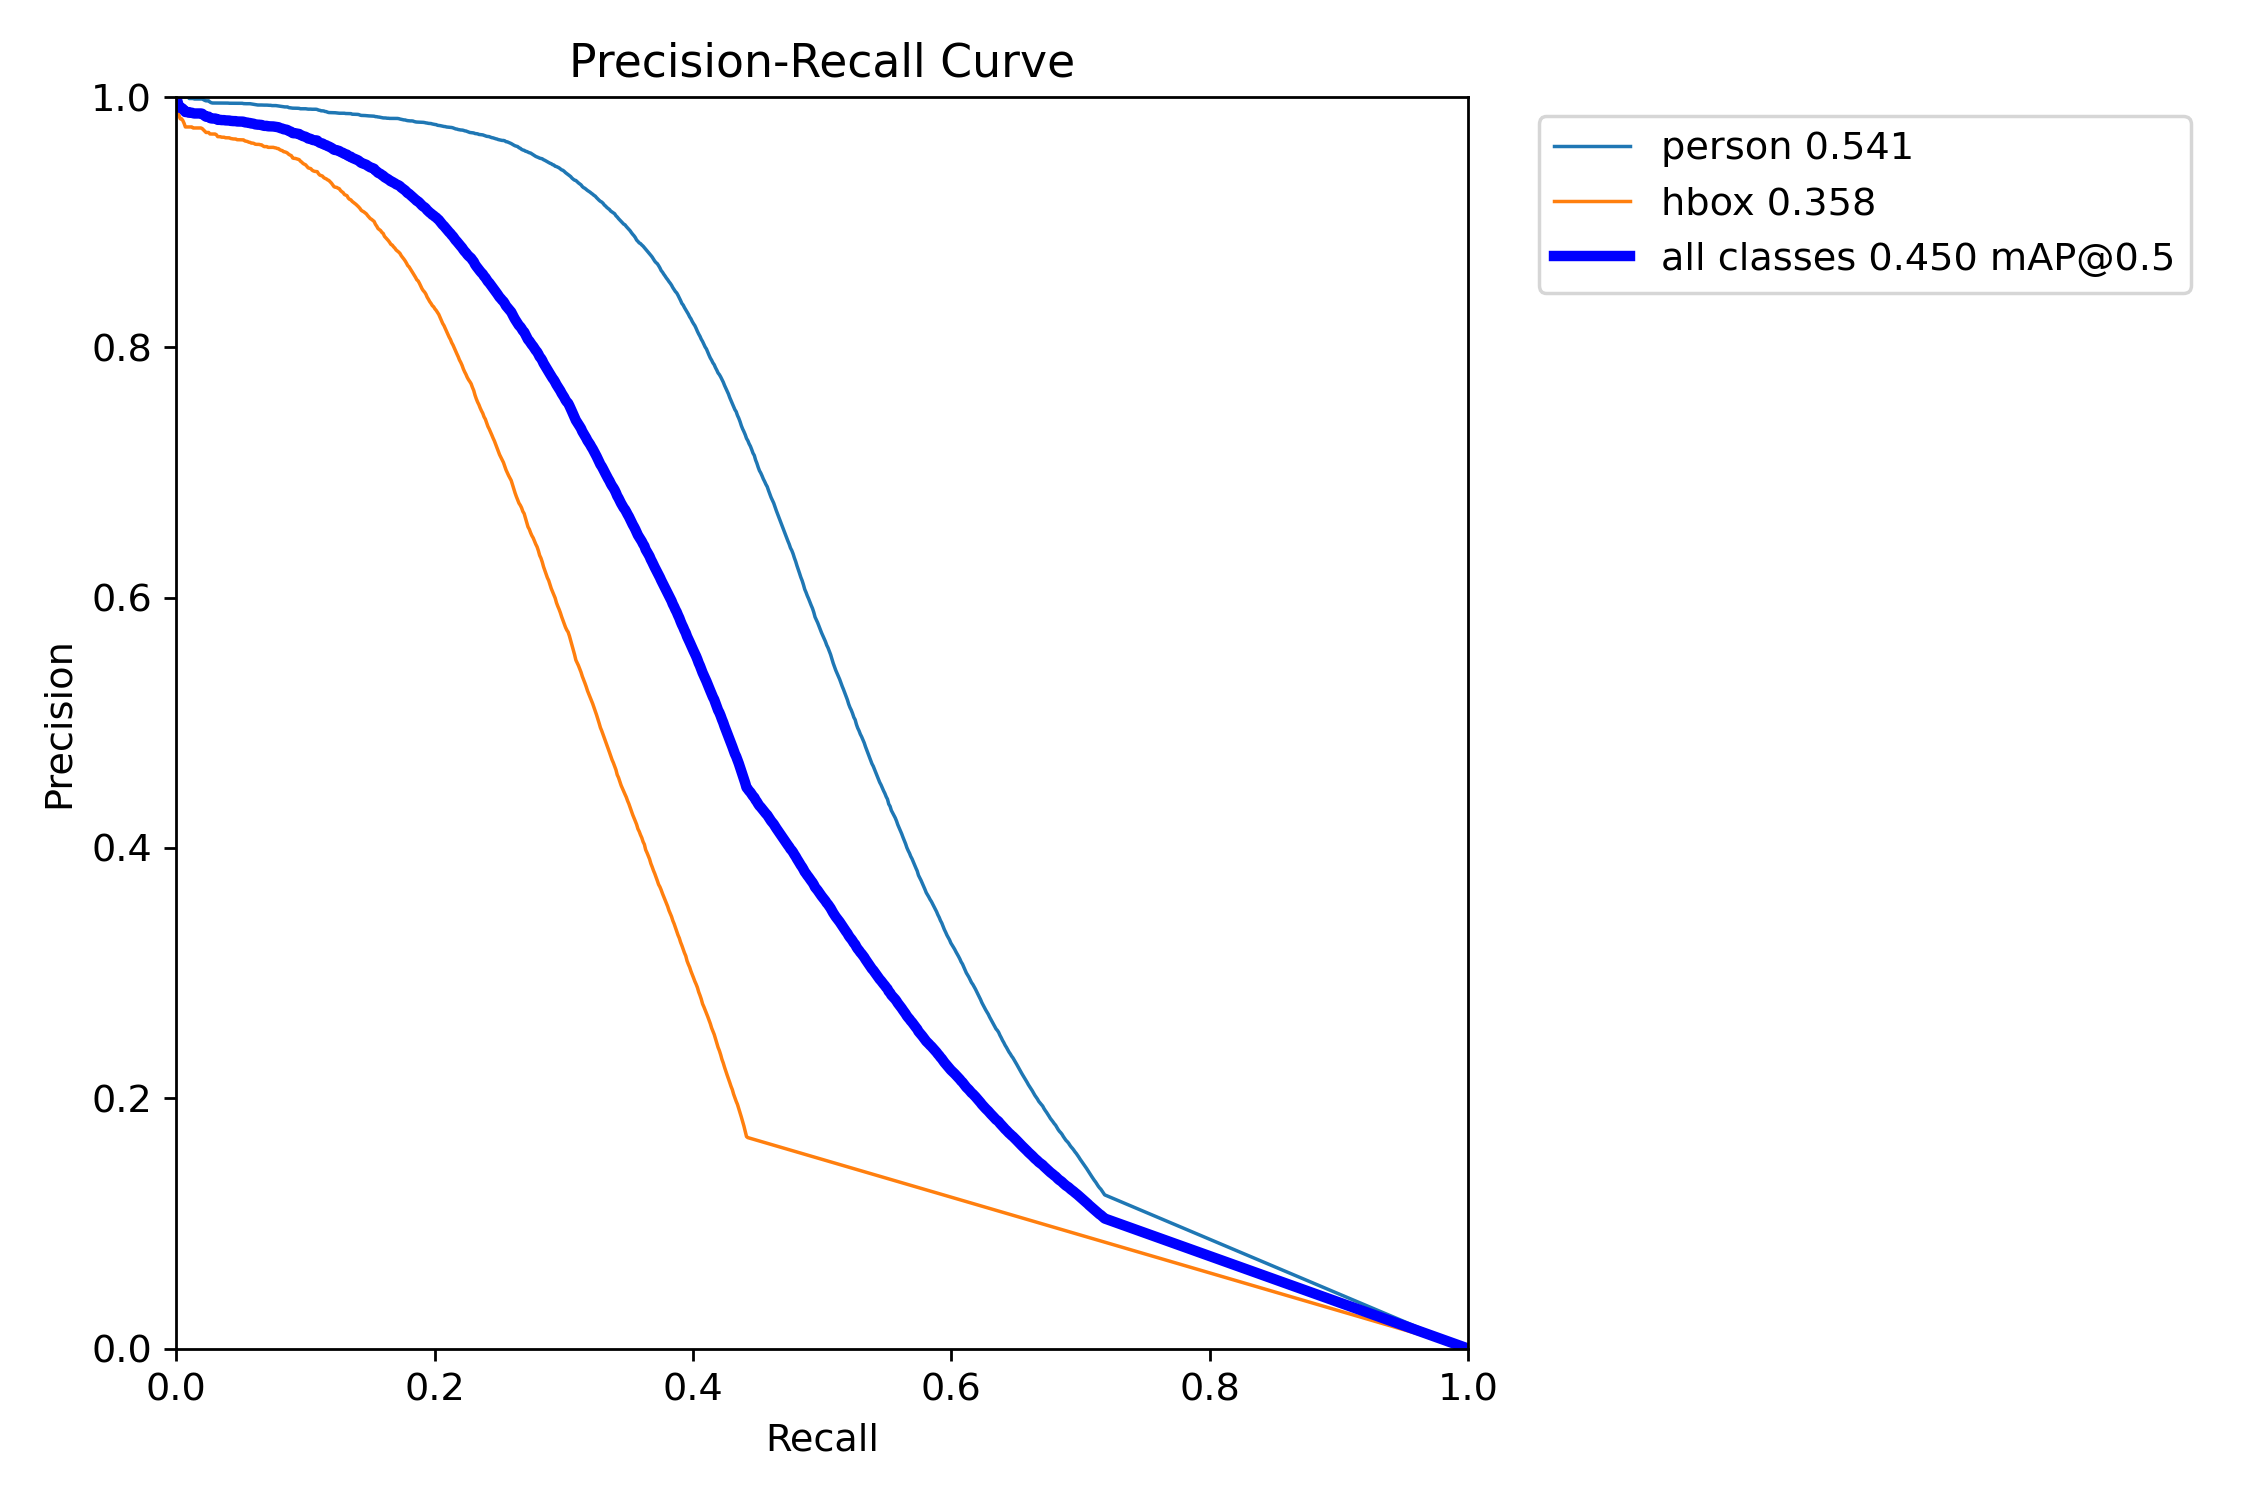 Precision-Recall Curve
1.0
0.8
0.6
0.4
0.2
0.0
Precision
0.0 0.2 0.4 0.6 0.8 1.0
Recall
person 0.541
hbox 0.358
all classes 0.450 mAP@0.5